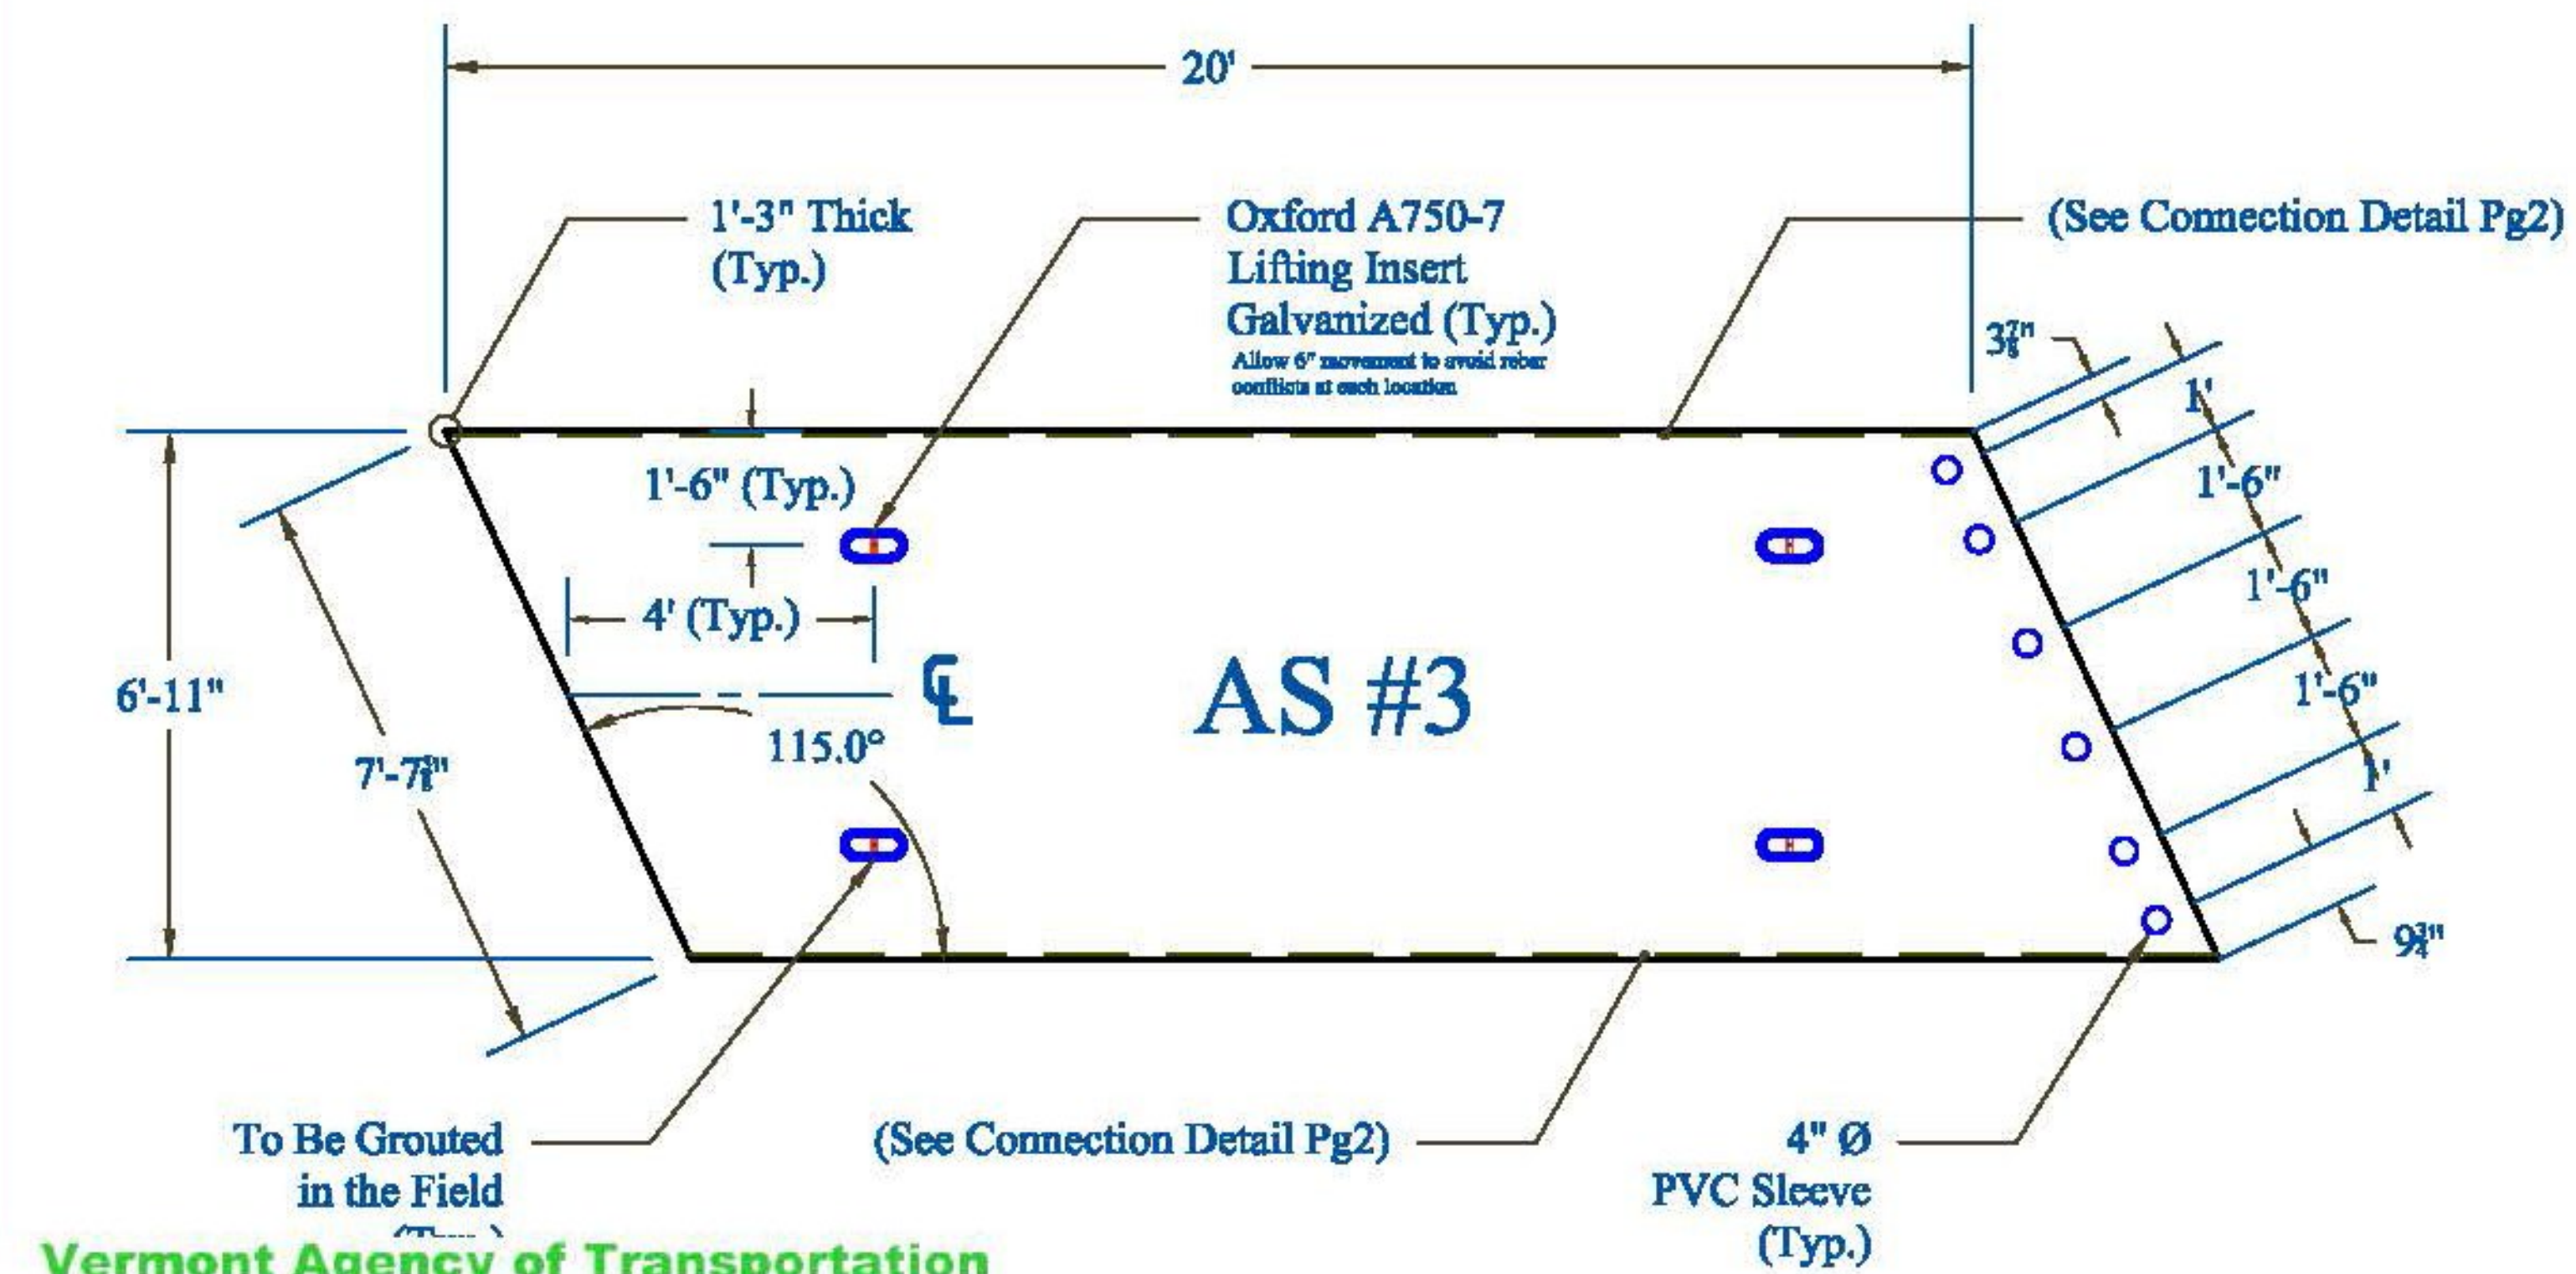 20'
1'-3" Thick
(Typ.)
Oxford A750-7
Lifting Insert
Galvanized (Typ.)
Allow 6" movement to avoid rebar
conflicts at each location
(See Connection Detail Pg2)
3⅞"
1'
1'-6"
1'-6"
1'-6"
1'
9¾"
1'-6" (Typ.)
4' (Typ.)
℄
AS #3
115.0°
6'-11"
To Be Grouted
in the Field
(See Connection Detail Pg2)
4" Ø
PVC Sleeve
(Typ.)
Vermont Agency of Transportation